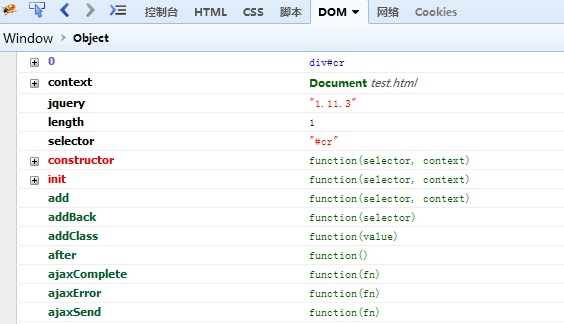 控制台 HTML CSS 脚本 DOM 网络 Cookies
Window > Object
0 div#cr
context Document test.html
jquery "1.11.3"
length 1
selector "#cr"
constructor function(selector, context)
init function(selector, context)
add function(selector, context)
addBack function(selector)
addClass function(value)
after function()
ajaxComplete function(fn)
ajaxError function(fn)
ajaxSend function(fn)